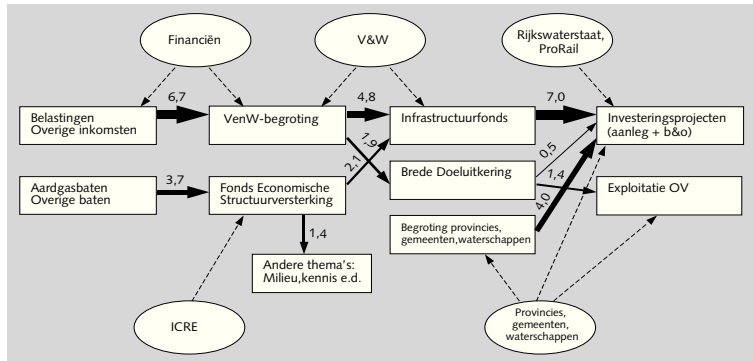 Financiën
V&W
Rijkswaterstaat,
ProRail
6,7
4,8
7,0
Belastingen
Overige inkomsten
VenW-begroting
Infrastructuurfonds
Investeringsprojecten
(aanleg + b&o)
1,9
2,1
0,5
Brede Doeluitkering
1,4
3,7
Aardgasbaten
Overige baten
Fonds Economische
Structuurversterking
Exploitatie OV
4,0
Begroting provincies,
gemeenten,waterschappen
1,4
Andere thema's:
Milieu,kennis e.d.
ICRE
Provincies,
gemeenten,
waterschappen